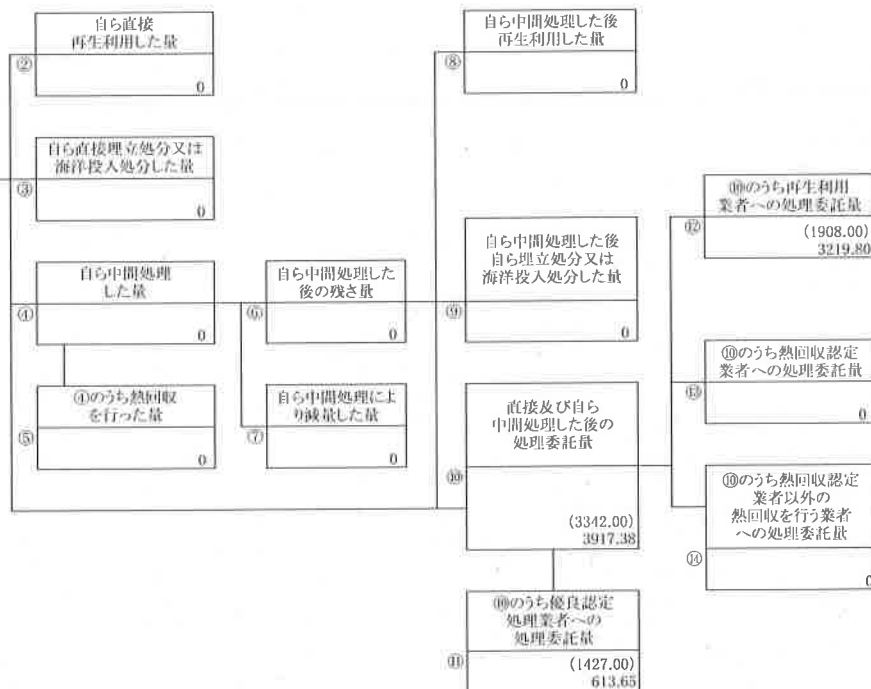 自ら直接
再生利用した量
②
0
自ら直接埋立処分又は
海洋投入処分した量
③
0
自ら中間処理
した量
④
0
④のうち熱回収
を行った量
⑤
0
自ら中間処理した
後の残さ量
⑥
0
自ら中間処理によ
り減量した量
⑦
0
自ら中間処理した後
再生利用した量
⑧
0
自ら中間処理した後
自ら埋立処分又は
海洋投入処分した量
⑨
0
直接及び自ら
中間処理した後の
処理委託量
⑩
(3342.00)
3917.38
⑩のうち優良認定
処理業者への
処理委託量
⑪
(1427.00)
613.65
⑩のうち再生利用
業者への処理委託量
⑫
(1908.00)
3219.80
⑩のうち熱回収認定
業者への処理委託量
⑬
0
⑩のうち熱回収認定
業者以外の
熱回収を行う業者
への処理委託量
⑭
0